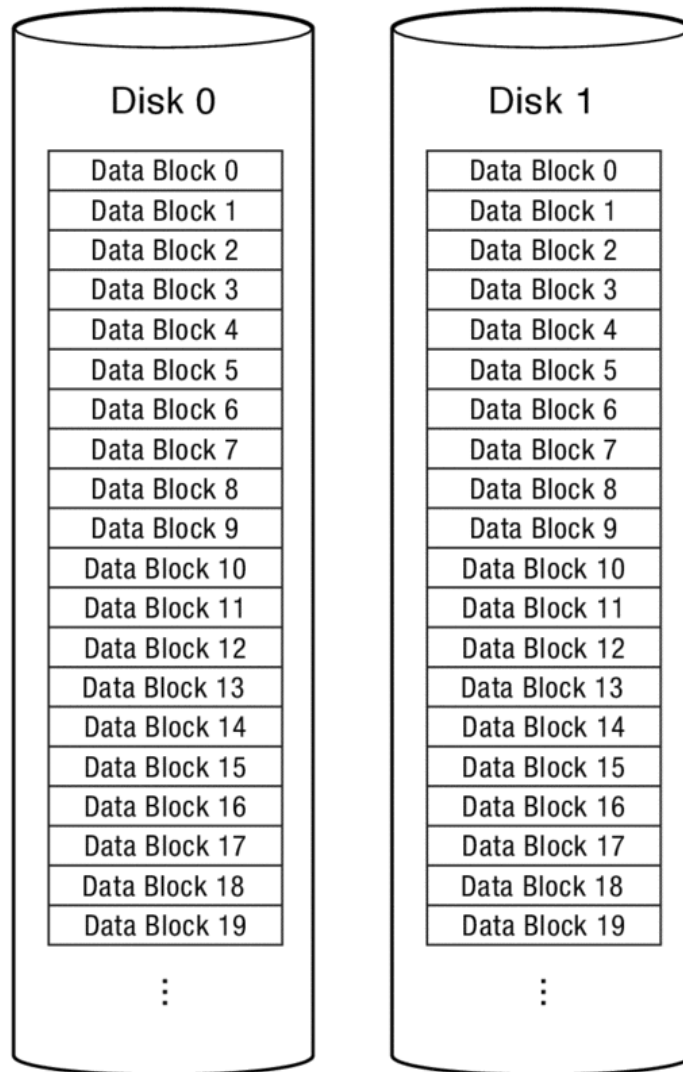 Disk 0
Data Block 0
Data Block 1
Data Block 2
Data Block 3
Data Block 4
Data Block 5
Data Block 6
Data Block 7
Data Block 8
Data Block 9
Data Block 10
Data Block 11
Data Block 12
Data Block 13
Data Block 14
Data Block 15
Data Block 16
Data Block 17
Data Block 18
Data Block 19
⋮
Disk 1
Data Block 0
Data Block 1
Data Block 2
Data Block 3
Data Block 4
Data Block 5
Data Block 6
Data Block 7
Data Block 8
Data Block 9
Data Block 10
Data Block 11
Data Block 12
Data Block 13
Data Block 14
Data Block 15
Data Block 16
Data Block 17
Data Block 18
Data Block 19
⋮